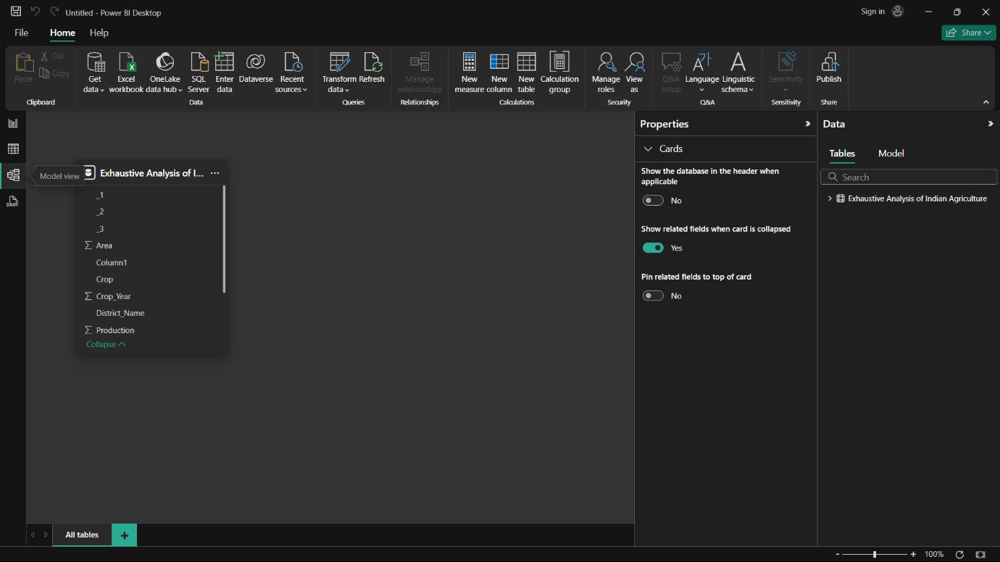 Untitled - Power BI Desktop
Sign in
File
Home
Help
Share
Paste
Cut
Copy
Clipboard
Get data
Excel workbook
OneLake data hub
SQL Server
Enter data
Dataverse
Recent sources
Data
Transform data
Refresh
Queries
Manage relationships
Relationships
New measure
New column
New table
Calculation group
Calculations
Manage roles
View as
Security
Q&A setup
Language
Linguistic schema
Q&A
Sensitivity
Sensitivity
Publish
Share
DAX
Model view
Exhaustive Analysis of I...
_1
_2
_3
Area
Column1
Crop
Crop_Year
District_Name
Production
Collapse
Properties
Cards
Show the database in the header when
applicable
No
Show related fields when card is collapsed
Yes
Pin related fields to top of card
No
Data
Tables
Model
Search
Exhaustive Analysis of Indian Agriculture
All tables
100%